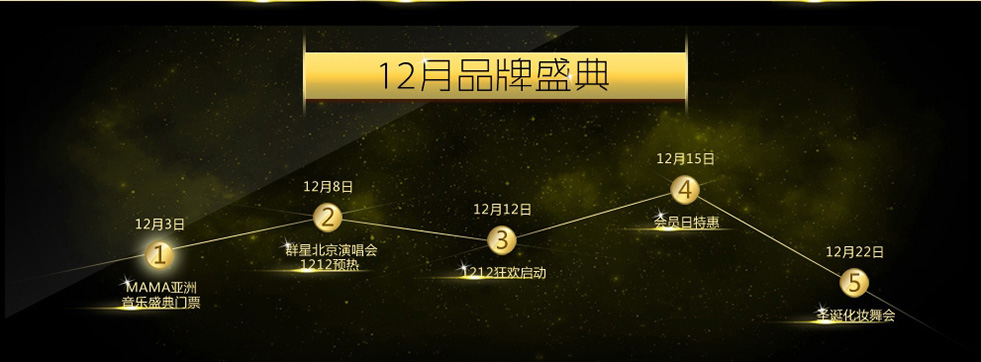 12月品牌盛典
12月3日
1
MAMA亚洲
音乐盛典门票
12月8日
2
群星北京演唱会
1212预热
12月12日
3
1212狂欢启动
12月15日
4
会员日特惠
12月22日
5
圣诞化妆舞会